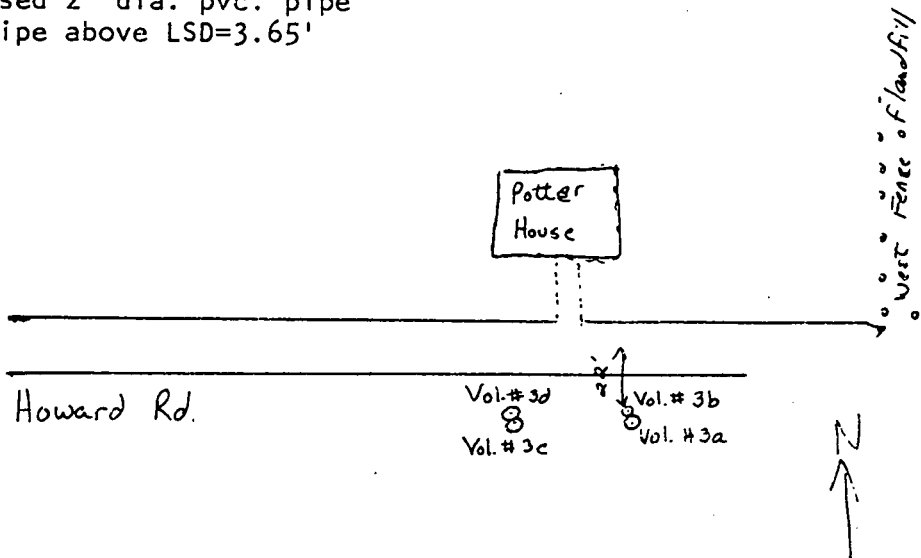 sed 2" dia. pvc. pipe
ipe above LSD=3.65'
West Fence of landfill
Potter
House
22'
Howard Rd.
Vol.# 3d
Vol.# 3b
Vol.# 3c
Vol.#3a
N